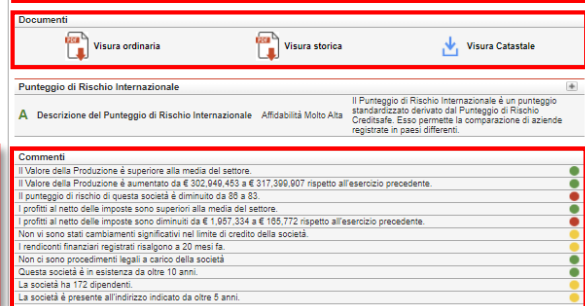 Documenti
PDF Visura ordinaria PDF Visura storica Visura Catastale
Punteggio di Rischio Internazionale +
A Descrizione del Punteggio di Rischio Internazionale Affidabilità Molto Alta
Il Punteggio di Rischio Internazionale è un punteggio
standardizzato derivato dal Punteggio di Rischio
Creditsafe. Esso permette la comparazione di aziende
registrate in paesi differenti.
Commenti
Il Valore della Produzione è superiore alla media del settore.
Il Valore della Produzione è aumentato da € 302,949,453 a € 317,399,907 rispetto all'esercizio precedente.
Il punteggio di rischio di questa società è diminuito da 86 a 83.
I profitti al netto delle imposte sono superiori alla media del settore.
I profitti al netto delle imposte sono diminuiti da € 1,957,334 a € 165,772 rispetto all'esercizio precedente.
Non vi sono stati cambiamenti significativi nel limite di credito della società.
I rendiconti finanziari registrati risalgono a 20 mesi fa.
Non ci sono procedimenti legali a carico della società
Questa società è in esistenza da oltre 10 anni.
La società ha 172 dipendenti.
La società è presente all'indirizzo indicato da oltre 5 anni.